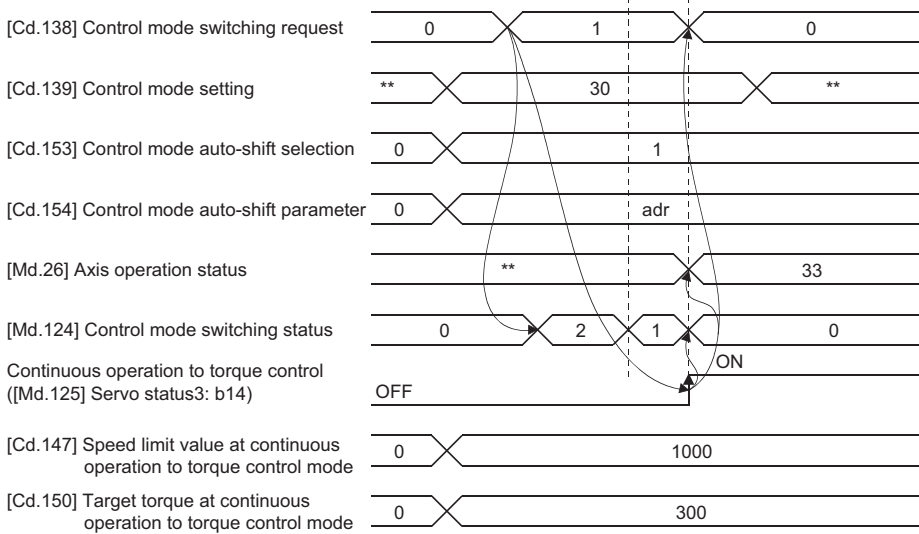 [Cd.138] Control mode switching request 0 1 0
[Cd.139] Control mode setting ** 30 **
[Cd.153] Control mode auto-shift selection 0 1
[Cd.154] Control mode auto-shift parameter 0 adr
[Md.26] Axis operation status ** 33
[Md.124] Control mode switching status 0 2 1 0
Continuous operation to torque control ON
([Md.125] Servo status3: b14) OFF
[Cd.147] Speed limit value at continuous
operation to torque control mode 0 1000
[Cd.150] Target torque at continuous
operation to torque control mode 0 300